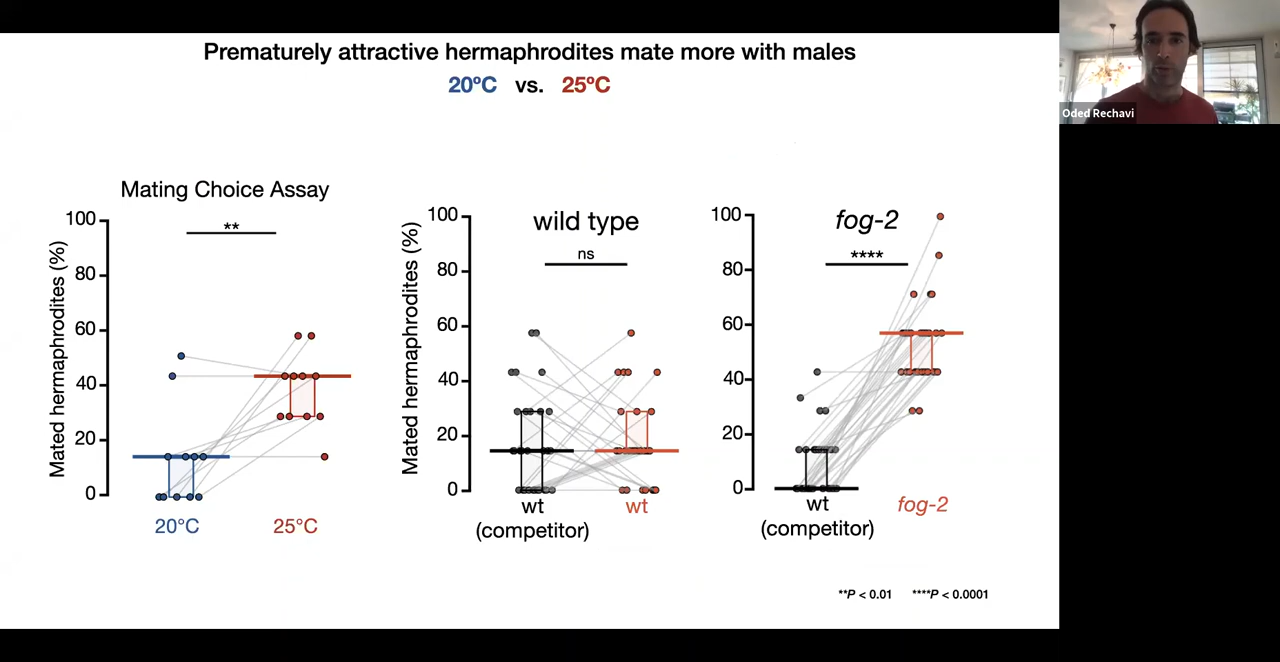 Prematurely attractive hermaphrodites mate more with males
20°C vs. 25°C
Oded Rechavi
Mating Choice Assay
Mated hermaphrodites (%)
100
80
60
40
20
0
**
20°C
25°C
Mated hermaphrodites (%)
100
80
60
40
20
0
wild type
ns
wt
(competitor)
wt
100
80
60
40
20
0
fog-2
****
wt
(competitor)
fog-2
**P < 0.01 ****P < 0.0001